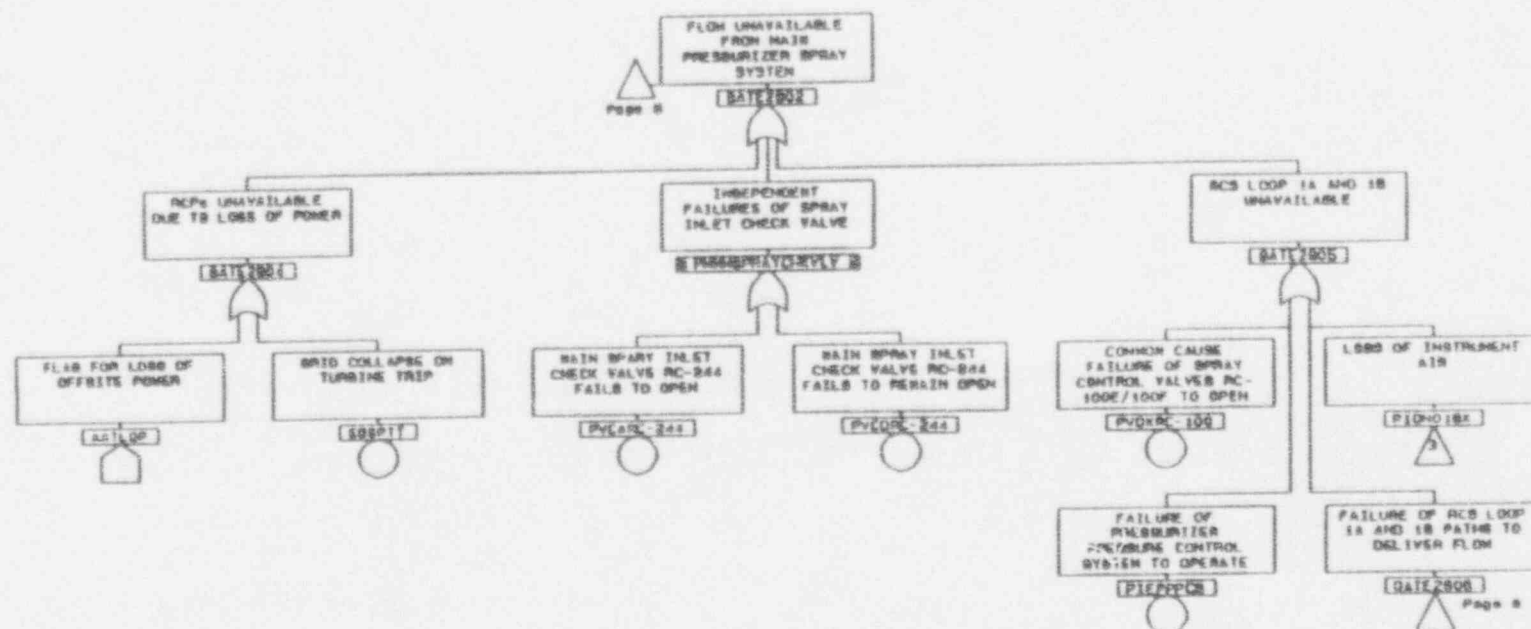 FLOW UNAVAILABLE
FROM MAIN
PRESSURIZER SPRAY
SYSTEM
Page
GATE2802
RCPs UNAVAILABLE
DUE TO LOSS OF POWER
GATE2804
INDEPENDENT
FAILURES OF SPRAY
INLET CHECK VALVE
RCS LOOP 1A AND 1B
UNAVAILABLE
GATE2805
FLAG FOR LOSS OF
OFFSITE POWER
GRID COLLAPSE ON
TURBINE TRIP
MAIN SPARY INLET
CHECK VALVE RC-244
FAILS TO OPEN
MAIN SPRAY INLET
CHECK VALVE RC-244
FAILS TO REMAIN OPEN
COMMON CAUSE
FAILURE OF SPRAY
CONTROL VALVES RC-
100E/100F TO OPEN
LOSS OF INSTRUMENT
AIR
3
FAILURE OF
PRESSURIZER
PRESSURE CONTROL
SYSTEM TO OPERATE
FAILURE OF RCS LOOP
1A AND 1B PATHS TO
DELIVER FLOW
GATE2806
Page